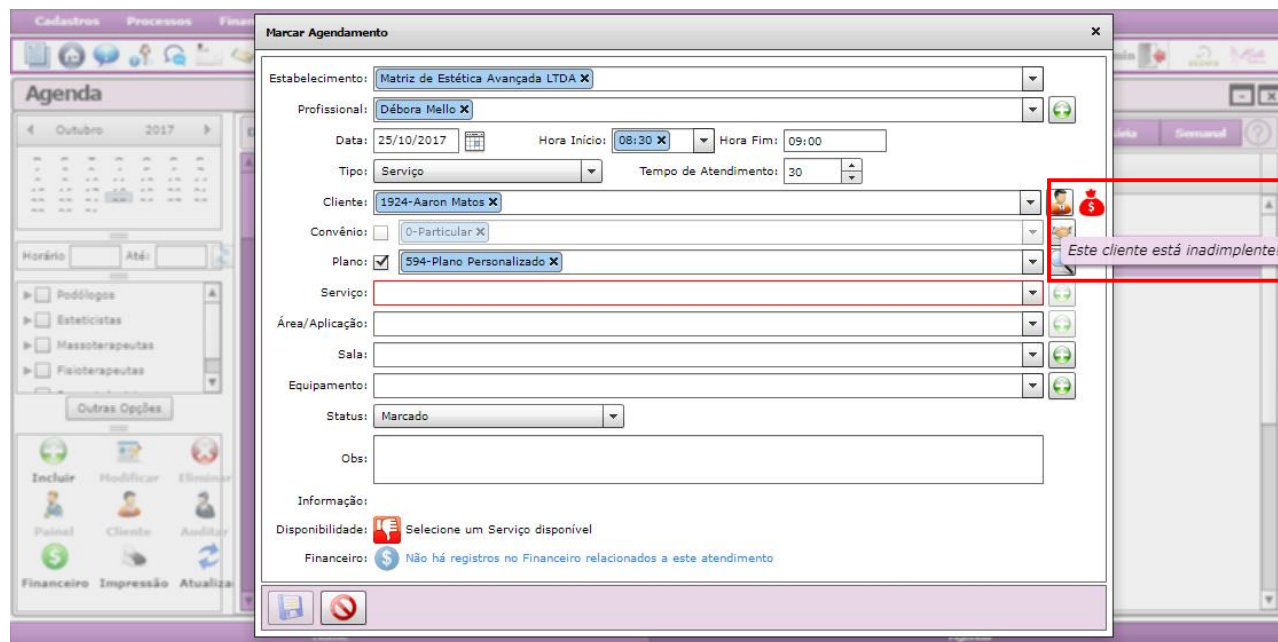 Cadastros Processos Finan
Marcar Agendamento
Agenda
Outubro 2017
Horário Até:
Podólogos
Esteticistas
Massoterapeutas
Fisioterapeutas
Outras Opções
Incluir Modificar Eliminar
Painel Cliente Auditar
Financeiro Impressão Atualiza
Estabelecimento: Matriz de Estética Avançada LTDA
Profissional: Débora Mello
Data: 25/10/2017 Hora Início: 08:30 Hora Fim: 09:00
Tipo: Serviço Tempo de Atendimento: 30
Cliente: 1924-Aaron Matos
Convênio: 0-Particular
Plano: 594-Plano Personalizado
Serviço:
Área/Aplicação:
Sala:
Equipamento:
Status: Marcado
Obs:
Informação:
Disponibilidade: Selecione um Serviço disponível
Financeiro: Não há registros no Financeiro relacionados a este atendimento
Semanal
Este cliente está inadimplente!